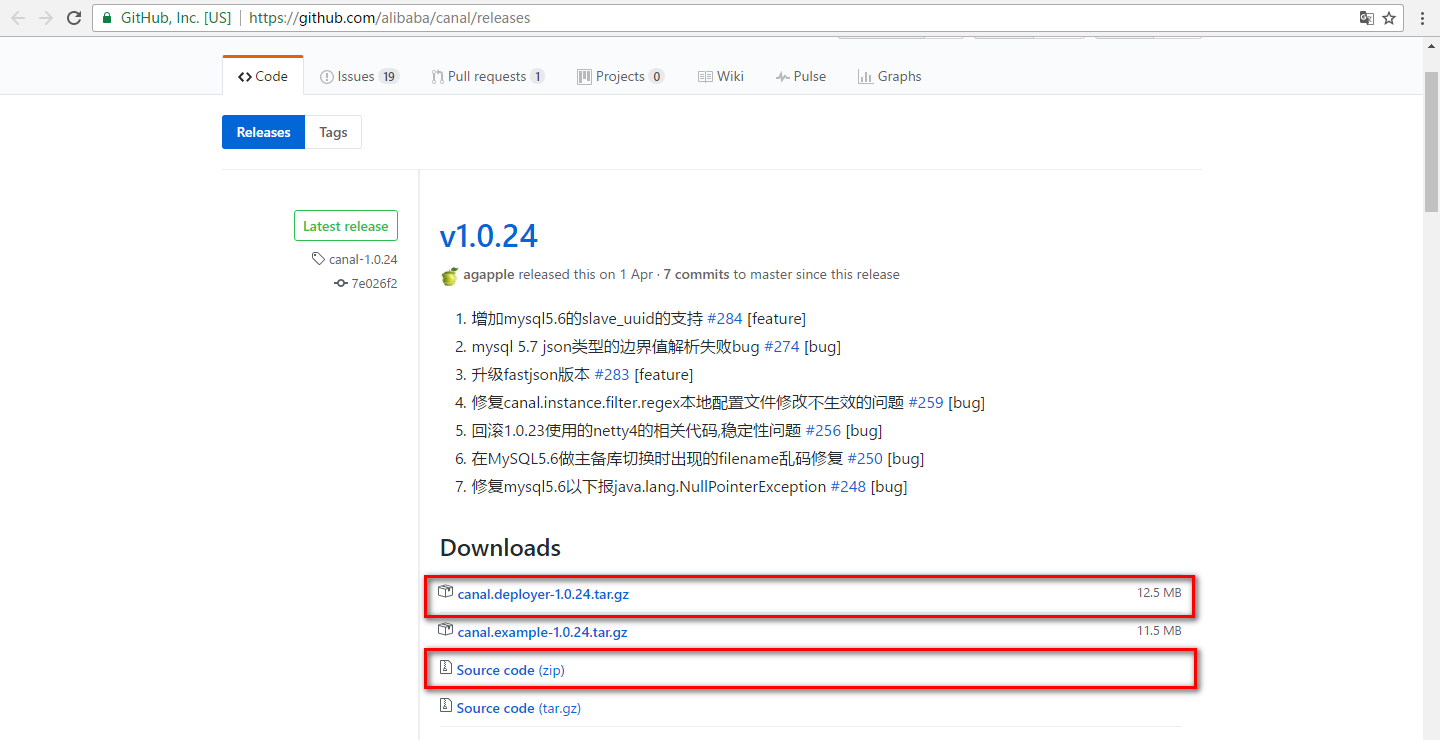 GitHub, Inc. [US] | https://github.com/alibaba/canal/releases
Code Issues 19 Pull requests 1 Projects 0 Wiki Pulse Graphs
Releases Tags
Latest release
canal-1.0.24
7e026f2
v1.0.24
agapple released this on 1 Apr · 7 commits to master since this release
1. 增加mysql5.6的slave_uuid的支持 #284 [feature]
2. mysql 5.7 json类型的边界值解析失败bug #274 [bug]
3. 升级fastjson版本 #283 [feature]
4. 修复canal.instance.filter.regex本地配置文件修改不生效的问题 #259 [bug]
5. 回滚1.0.23使用的netty4的相关代码,稳定性问题 #256 [bug]
6. 在MySQL5.6做主备库切换时出现的filename乱码修复 #250 [bug]
7. 修复mysql5.6以下报java.lang.NullPointerException #248 [bug]
Downloads
canal.deployer-1.0.24.tar.gz 12.5 MB
canal.example-1.0.24.tar.gz 11.5 MB
Source code (zip)
Source code (tar.gz)